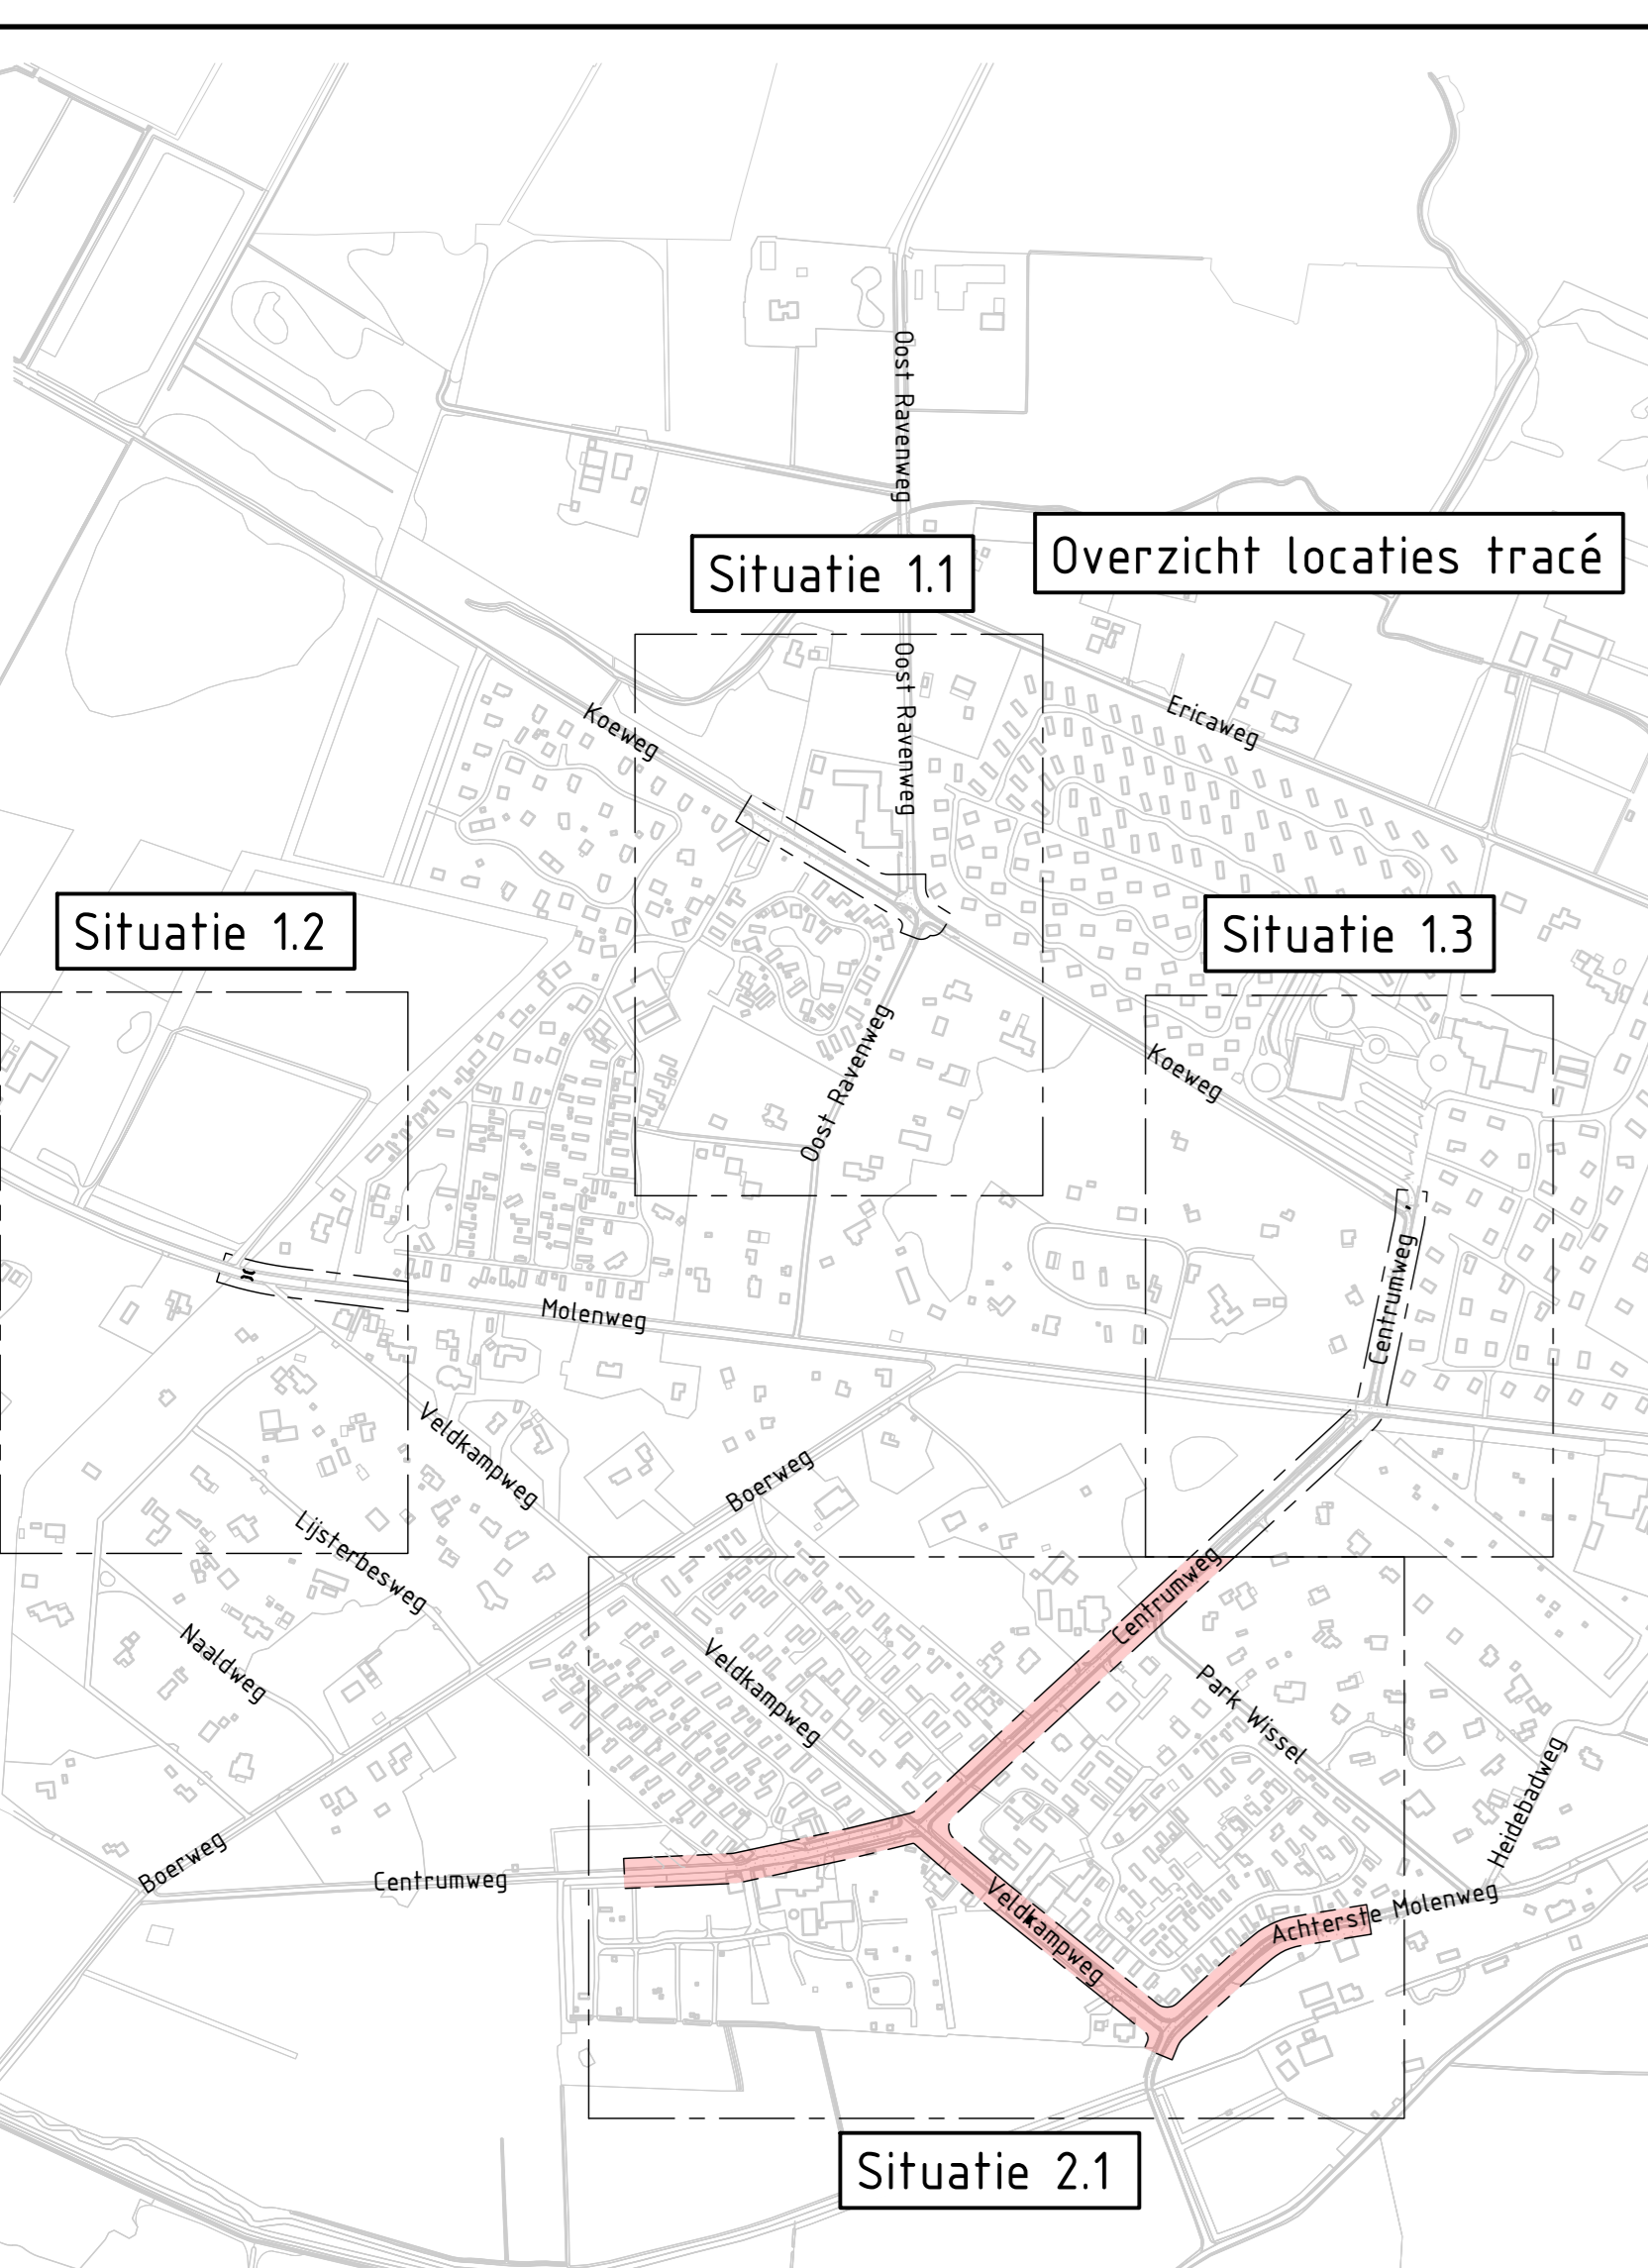 Oost Ravenweg
Overzicht locaties tracé
Situatie 1.1
Oost Ravenweg
Koeweg
Ericaweg
Situatie 1.2
Situatie 1.3
Oost Ravenweg
Koeweg
Centrumweg
Molenweg
Veldkampweg
Boerweg
Lijsterbesweg
Centrumweg
Naaldweg
Veldkampweg
Park Wissel
Heidebadweg
Boerweg
Centrumweg
Veldkampweg
Achterste Molenweg
Situatie 2.1